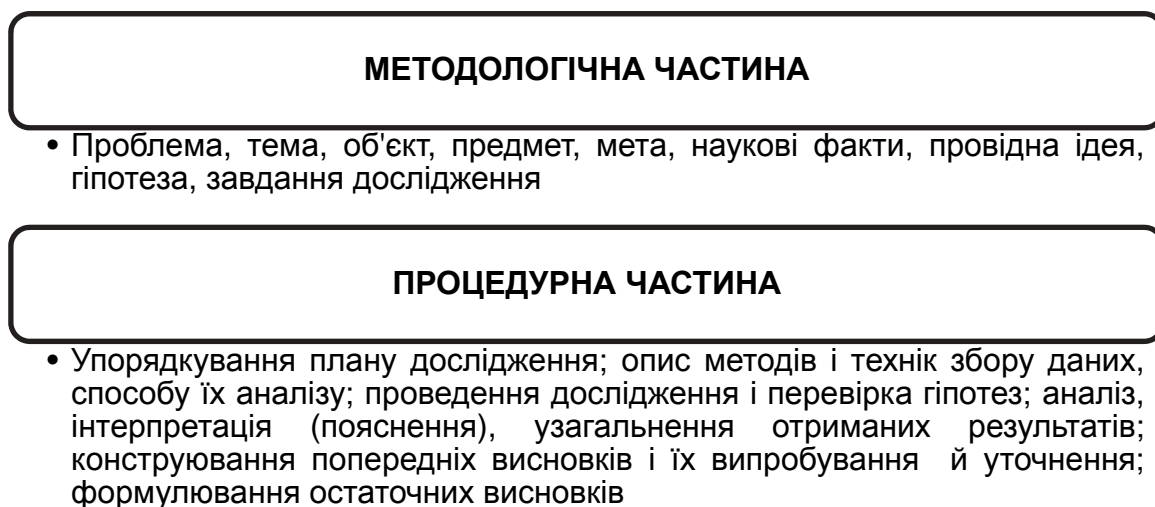 МЕТОДОЛОГІЧНА ЧАСТИНА
• Проблема, тема, об'єкт, предмет, мета, наукові факти, провідна ідея,
гіпотеза, завдання дослідження
ПРОЦЕДУРНА ЧАСТИНА
• Упорядкування плану дослідження; опис методів і технік збору даних,
способу їх аналізу; проведення дослідження і перевірка гіпотез; аналіз,
інтерпретація (пояснення), узагальнення отриманих результатів;
конструювання попередніх висновків і їх випробування й уточнення;
формулювання остаточних висновків